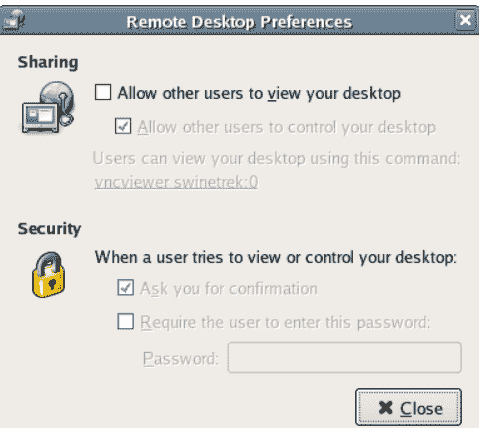 Remote Desktop Preferences
Sharing
Allow other users to view your desktop
Allow other users to control your desktop
Users can view your desktop using this command:
vncviewer swinetrek:0
Security
When a user tries to view or control your desktop:
Ask you for confirmation
Require the user to enter this password:
Password:
Close